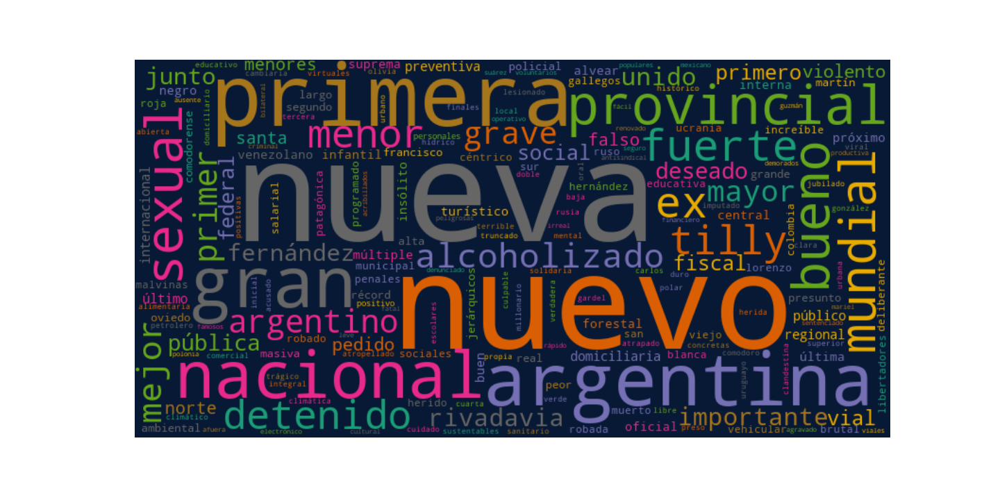 educativo
menores
suprema
preventiva
policial
populares
mexicano
cambiaria
virtuales
olivia
suárez
voluntarios
alvear
unido
primero
violento
junto
primera
gallegos
histórico
interna
martín
negro
largo
lesionado
provincial
roja
ausente
segundo
finales
local
fácil
guzmán
domiciliario
bilateral
urbano
tercera
operativo
abierta
santa
menor
personales
grave
falso
renovado
ucrania
increíble
próximo
sexual
comodorense
criminal
hídrico
fuerte
seguro
viral
productiva
venezolano
infantil
francisco
céntrico
social
ruso
antisindical
demorados
primer
federal
nueva
sur
doble
oral
deseado
grande
bueno
mundial
internacional
patagónica
programado
acribillados
insólito
hernández
educativa
mayor
jubilado
positivas
salarial
turístico
baja
rusia
ex
imputado
central
colombia
gonzález
peligrosas
terrible
irreal
financiero
truncado
mental
tilly
clara
fernández
alta
múltiple
alcoholizado
fiscal
lorenzo
municipal
denunciado
solidaria
carlos
duro
urbana
deliberante
gran
penales
jerárquicos
culpable
millonario
verdadera
polar
malvinas
inicial
acusado
récord
nuevo
gardel
presunto
último
alimentaria
positivo
fatal
herida
público
mariel
oviedo
argentino
escolares
forestal
sentenciado
petrolero
famosos
leve
san
viejo
concretas
regional
superior
mejor
pública
robado
pedido
rápido
atrapado
libertadores
polonia
comercial
masiva
atropellado
sociales
buen
propia
real
domiciliaria
blanca
comodoro
clandestina
última
nacional
trágico
integral
argentina
uruguayo
peor
norte
climática
herido
cuarta
verde
climático
detenido
rivadavia
muerto
libre
importante
vial
ambiental
afuera
electrónico
cultural
cuidado
sustentables
sanitario
robada
oficial
preso
vehicular
agravado
brutal
viales